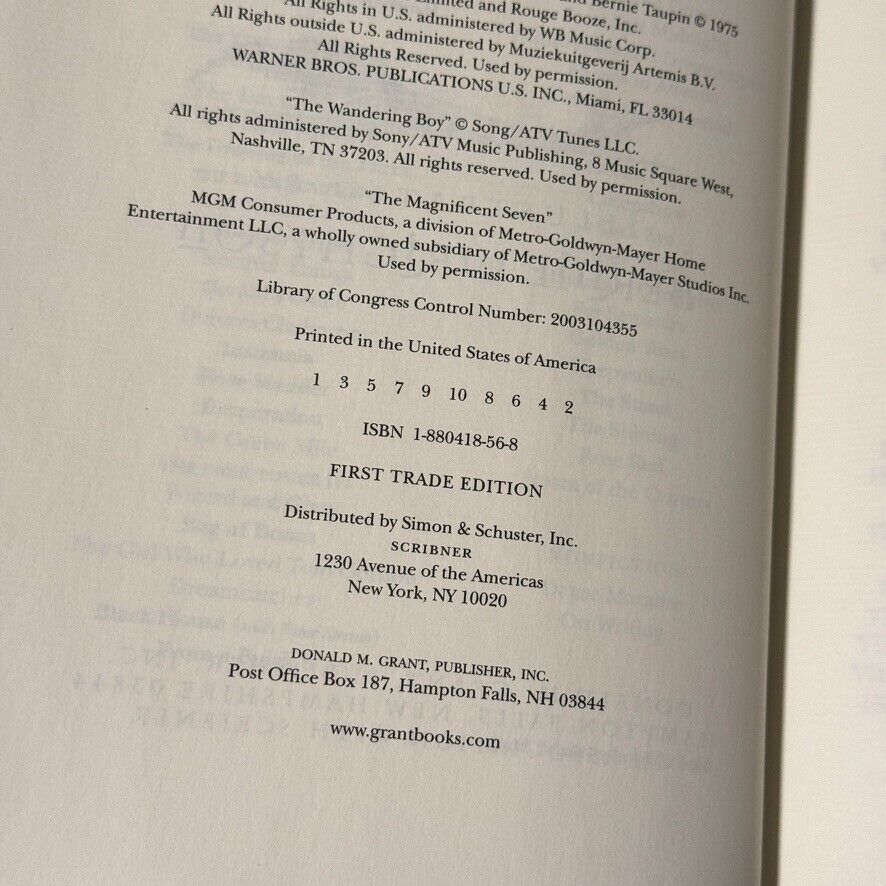 Bernie Taupin © 1975
Limited and Rouge Booze, Inc.
All Rights in U.S. administered by WB Music Corp.
All Rights outside U.S. administered by Muziekuitgeverij Artemis B.V.
All Rights Reserved. Used by permission.
WARNER BROS. PUBLICATIONS U.S. INC., Miami, FL 33014
“The Wandering Boy” © Song/ATV Tunes LLC.
All rights administered by Sony/ATV Music Publishing, 8 Music Square West,
Nashville, TN 37203. All rights reserved. Used by permission.
“The Magnificent Seven”
MGM Consumer Products, a division of Metro-Goldwyn-Mayer Home
Entertainment LLC, a wholly owned subsidiary of Metro-Goldwyn-Mayer Studios Inc.
Used by permission.
Library of Congress Control Number: 2003104355
Printed in the United States of America
1 3 5 7 9 10 8 6 4 2
ISBN 1-880418-56-8
FIRST TRADE EDITION
Distributed by Simon & Schuster, Inc.
SCRIBNER
1230 Avenue of the Americas
New York, NY 10020
DONALD M. GRANT, PUBLISHER, INC.
Post Office Box 187, Hampton Falls, NH 03844
www.grantbooks.com